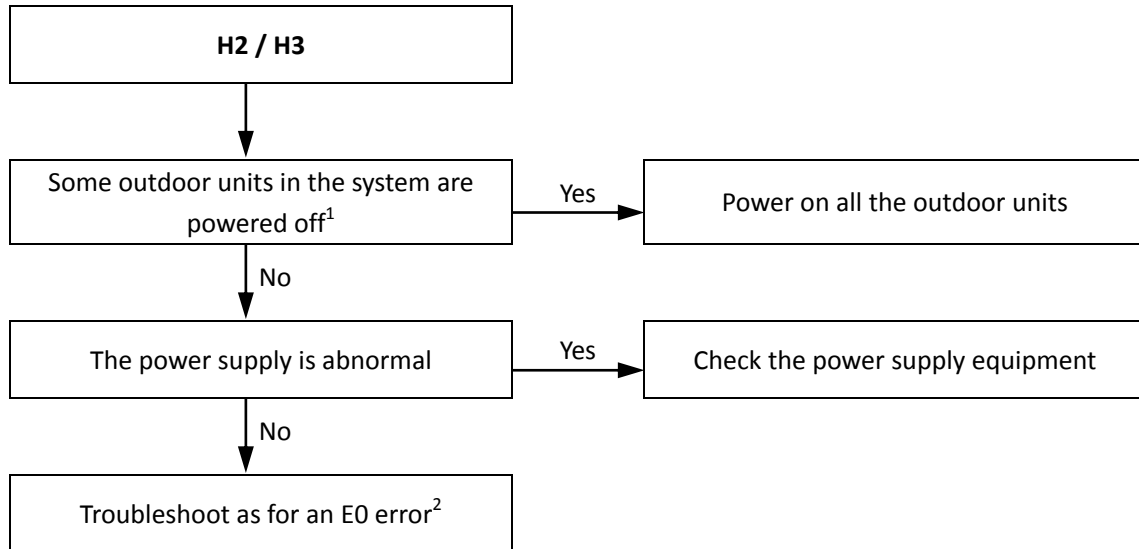 H2 / H3
Some outdoor units in the system are
powered off1
Yes
Power on all the outdoor units
No
The power supply is abnormal
Yes
Check the power supply equipment
No
Troubleshoot as for an E0 error2